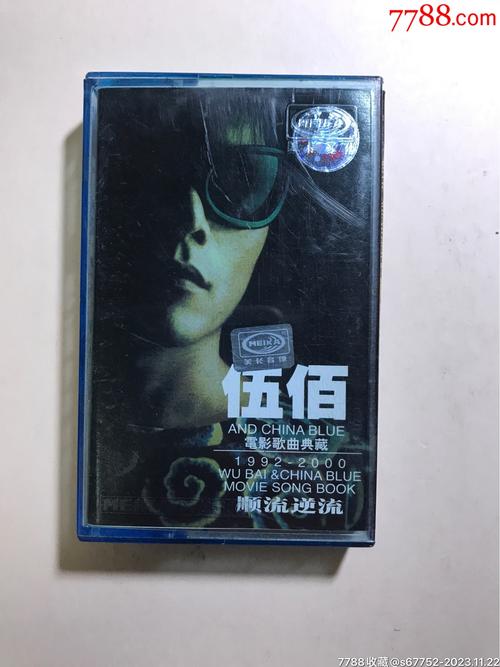 7788.com
MEIKA
MEIKA
美卡音像
伍佰
AND CHINA BLUE
電影歌曲典藏
1992-2000
WU BAI & CHINA BLUE
MOVIE SONG BOOK
顺流逆流
7788收藏@s67752-2023.11.22